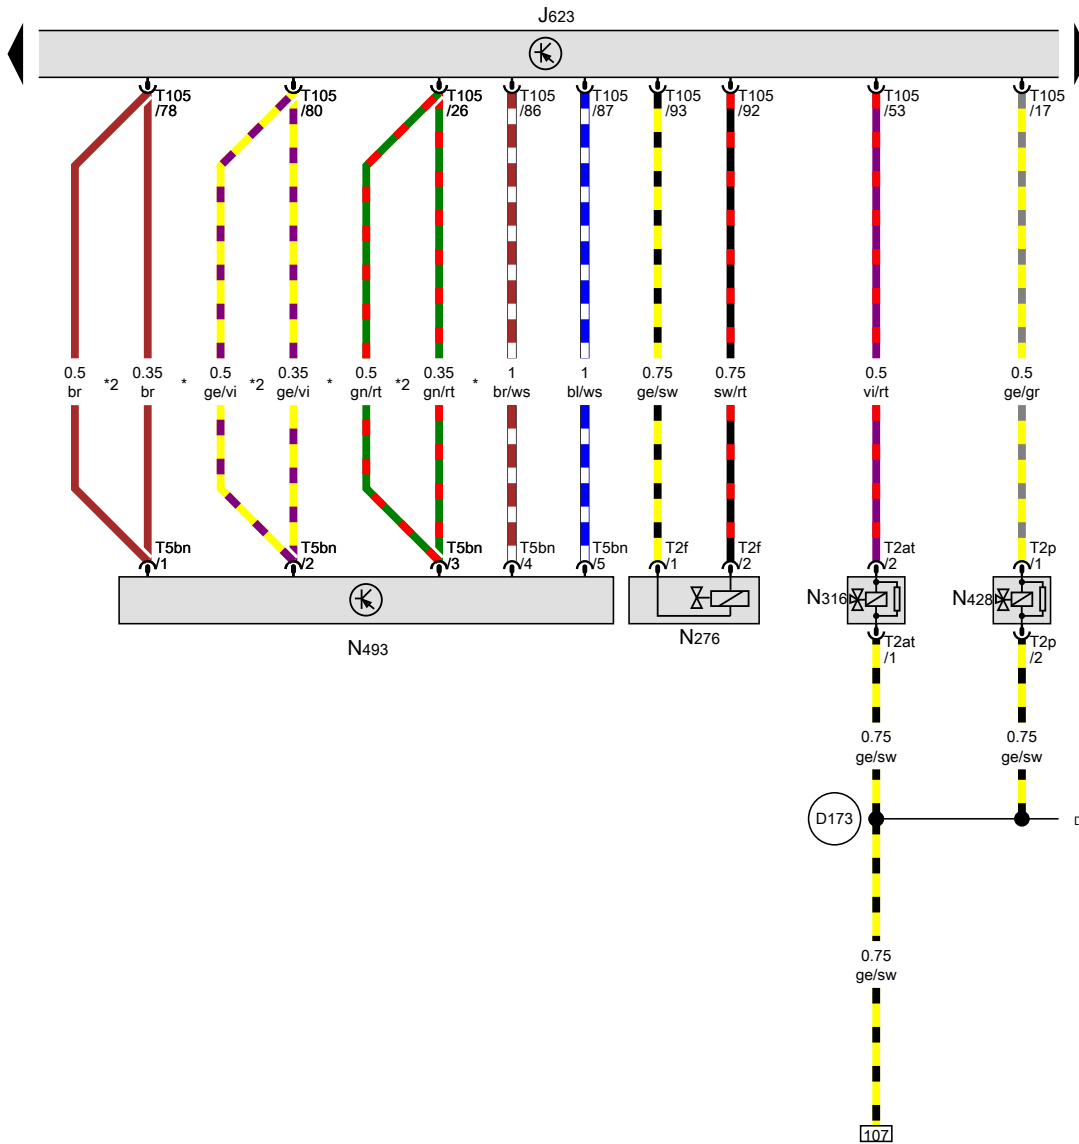 J623
T105 T105 T105 T105 T105 T105 T105 T105 T105
/78 /80 /26 /86 /87 /93 /92 /53 /17
0.5 0.35 0.5 0.35 0.5 0.35 1 1 0.75 0.75 0.5 0.5
br *2 br * ge/vi *2 ge/vi * gn/rt *2 gn/rt * br/ws bl/ws ge/sw sw/rt vi/rt ge/gr
T5bn T5bn T5bn T5bn T5bn T2f T2f T2at T2p
/1 /2 /3 /4 /5 /1 /2 /2 /1
N316 N428
N493 N276
T2at T2p
/1 /2
0.75 0.75
ge/sw ge/sw
D173
0.75
ge/sw
107